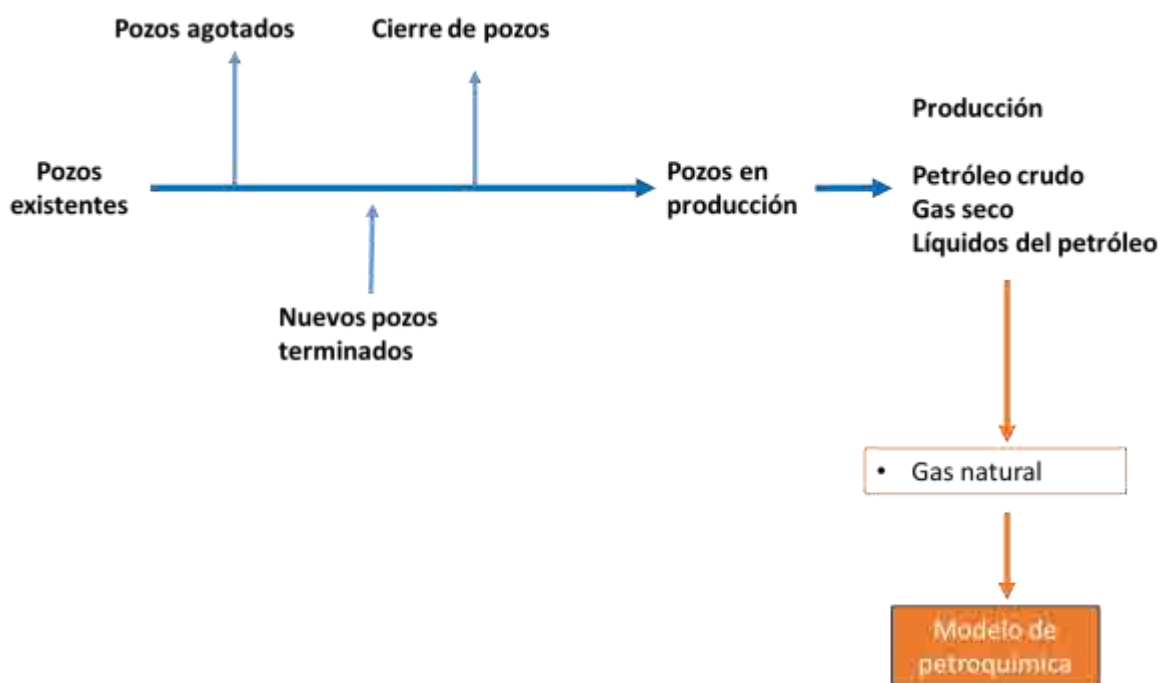 Pozos agotados
Cierre de pozos
Producción
Pozos
existentes
Pozos en
producción
Petróleo crudo
Gas seco
Líquidos del petróleo
Nuevos pozos
terminados
• Gas natural
Modelo de
petroquímica